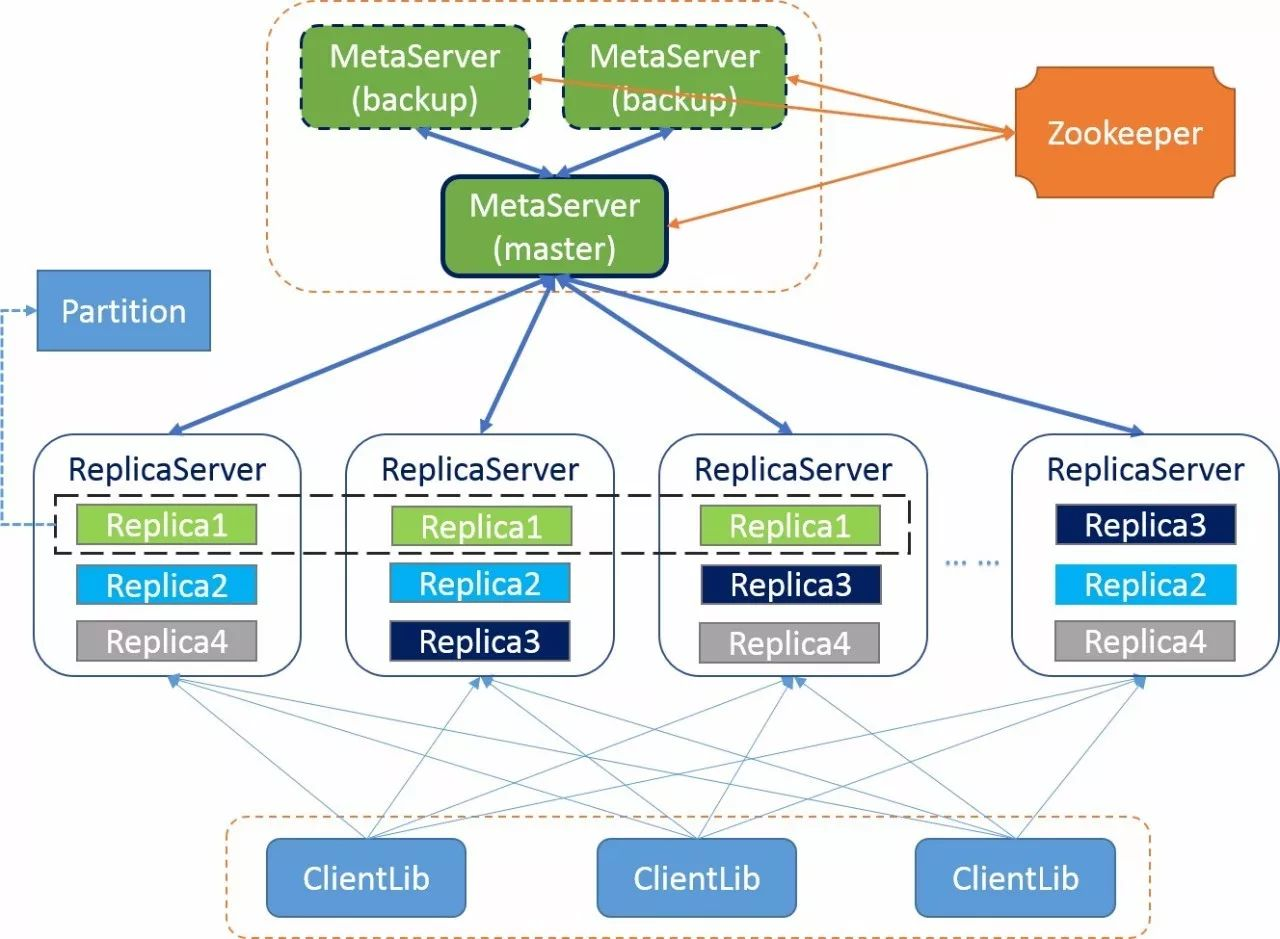 MetaServer
(backup)
MetaServer
(backup)
Zookeeper
MetaServer
(master)
Partition
ReplicaServer
Replica1
Replica2
Replica4
ReplicaServer
Replica1
Replica2
Replica3
ReplicaServer
Replica1
Replica3
Replica4
... ...
ReplicaServer
Replica3
Replica2
Replica4
ClientLib
ClientLib
ClientLib